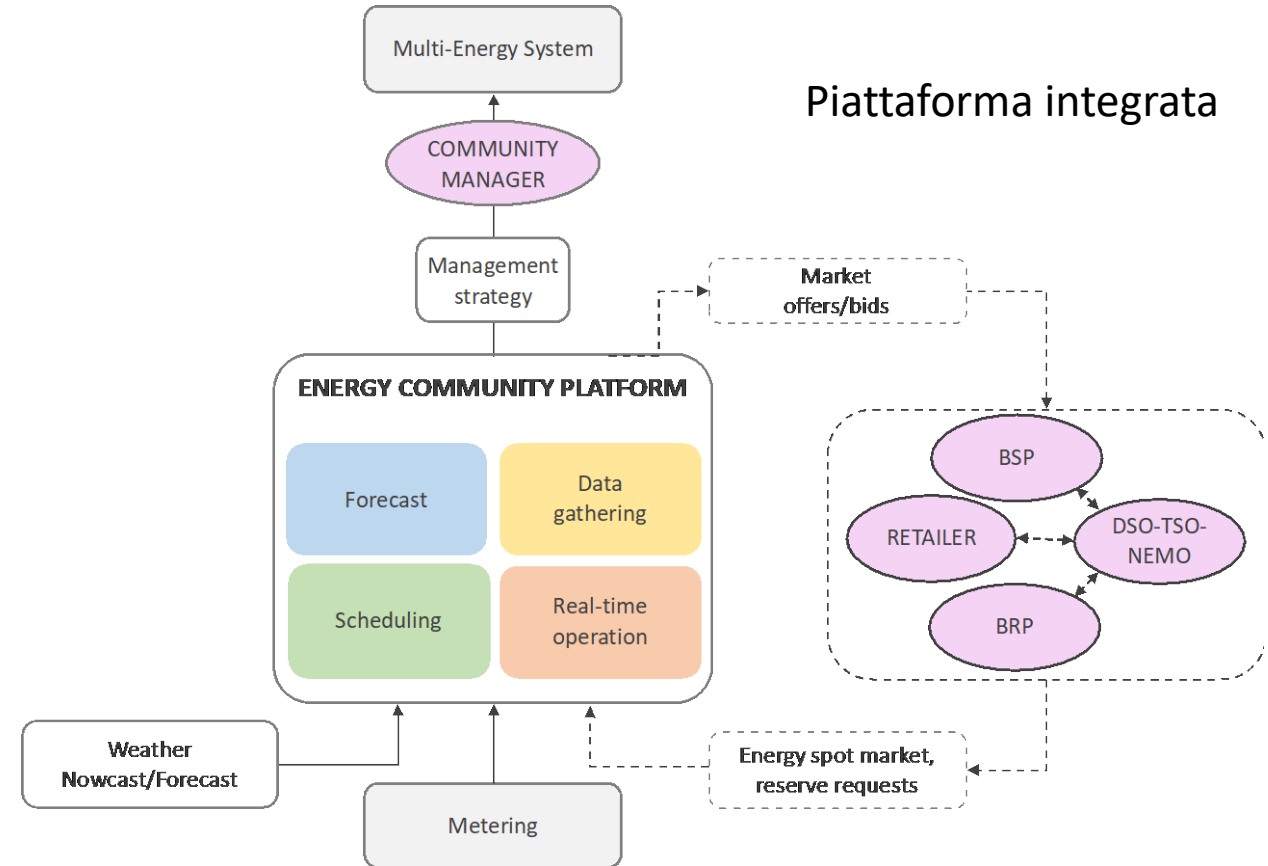 Multi-Energy System
Piattaforma integrata
COMMUNITY
MANAGER
Management
strategy
Market
offers/bids
ENERGY COMMUNITY PLATFORM
Forecast
Data
gathering
Scheduling
Real-time
operation
BSP
RETAILER
DSO-TSO-
NEMO
BRP
Weather
Nowcast/Forecast
Energy spot market,
reserve requests
Metering